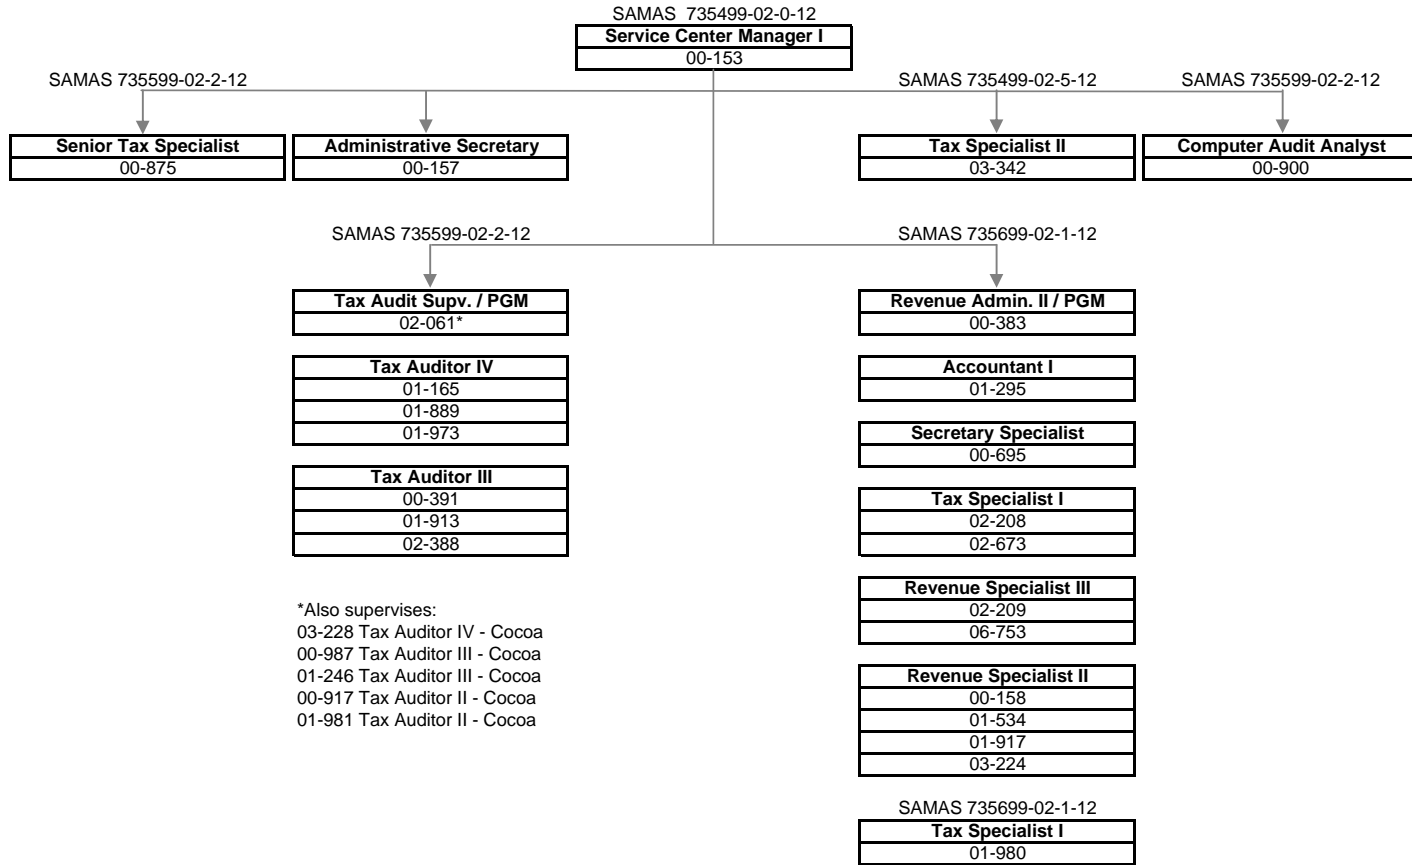 SAMAS  735499-02-0-12
Service Center Manager I
00-153
SAMAS 735599-02-2-12
SAMAS 735499-02-5-12
SAMAS 735599-02-2-12
Senior Tax Specialist
00-875
Administrative Secretary
00-157
Tax Specialist II
03-342
Computer Audit Analyst
00-900
SAMAS 735599-02-2-12
Tax Audit Supv. / PGM
02-061*
Tax Auditor IV
01-165
01-889
01-973
Tax Auditor III
00-391
01-913
02-388
*Also supervises:
03-228 Tax Auditor IV - Cocoa
00-987 Tax Auditor III - Cocoa
01-246 Tax Auditor III - Cocoa
00-917 Tax Auditor II - Cocoa
01-981 Tax Auditor II - Cocoa
SAMAS 735699-02-1-12
Revenue Admin. II / PGM
00-383
Accountant I
01-295
Secretary Specialist
00-695
Tax Specialist I
02-208
02-673
Revenue Specialist III
02-209
06-753
Revenue Specialist II
00-158
01-534
01-917
03-224
SAMAS 735699-02-1-12
Tax Specialist I
01-980